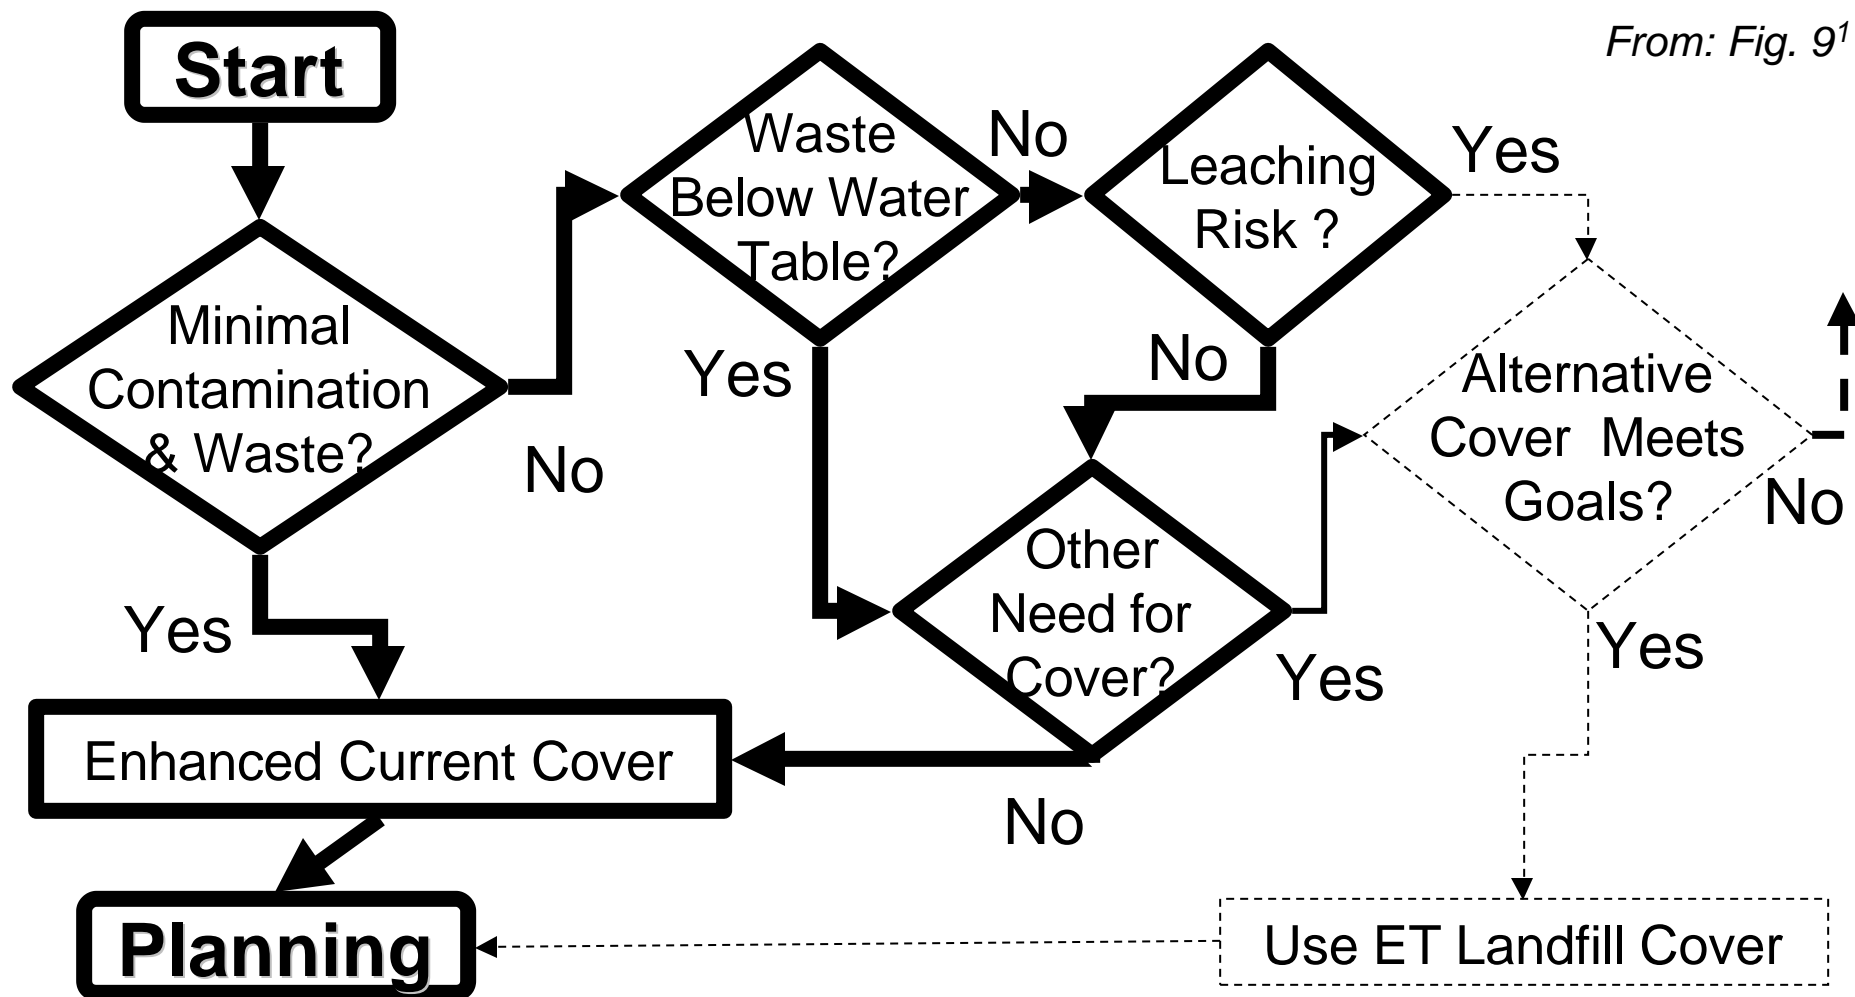 From: Fig. 9¹
Start
Minimal
Contamination
& Waste?
No
Yes
Waste
Below Water
Table?
No
Yes
Leaching
Risk ?
Yes
No
Other
Need for
Cover?
Yes
No
Alternative
Cover Meets
Goals?
No
Yes
Enhanced Current Cover
Use ET Landfill Cover
Planning